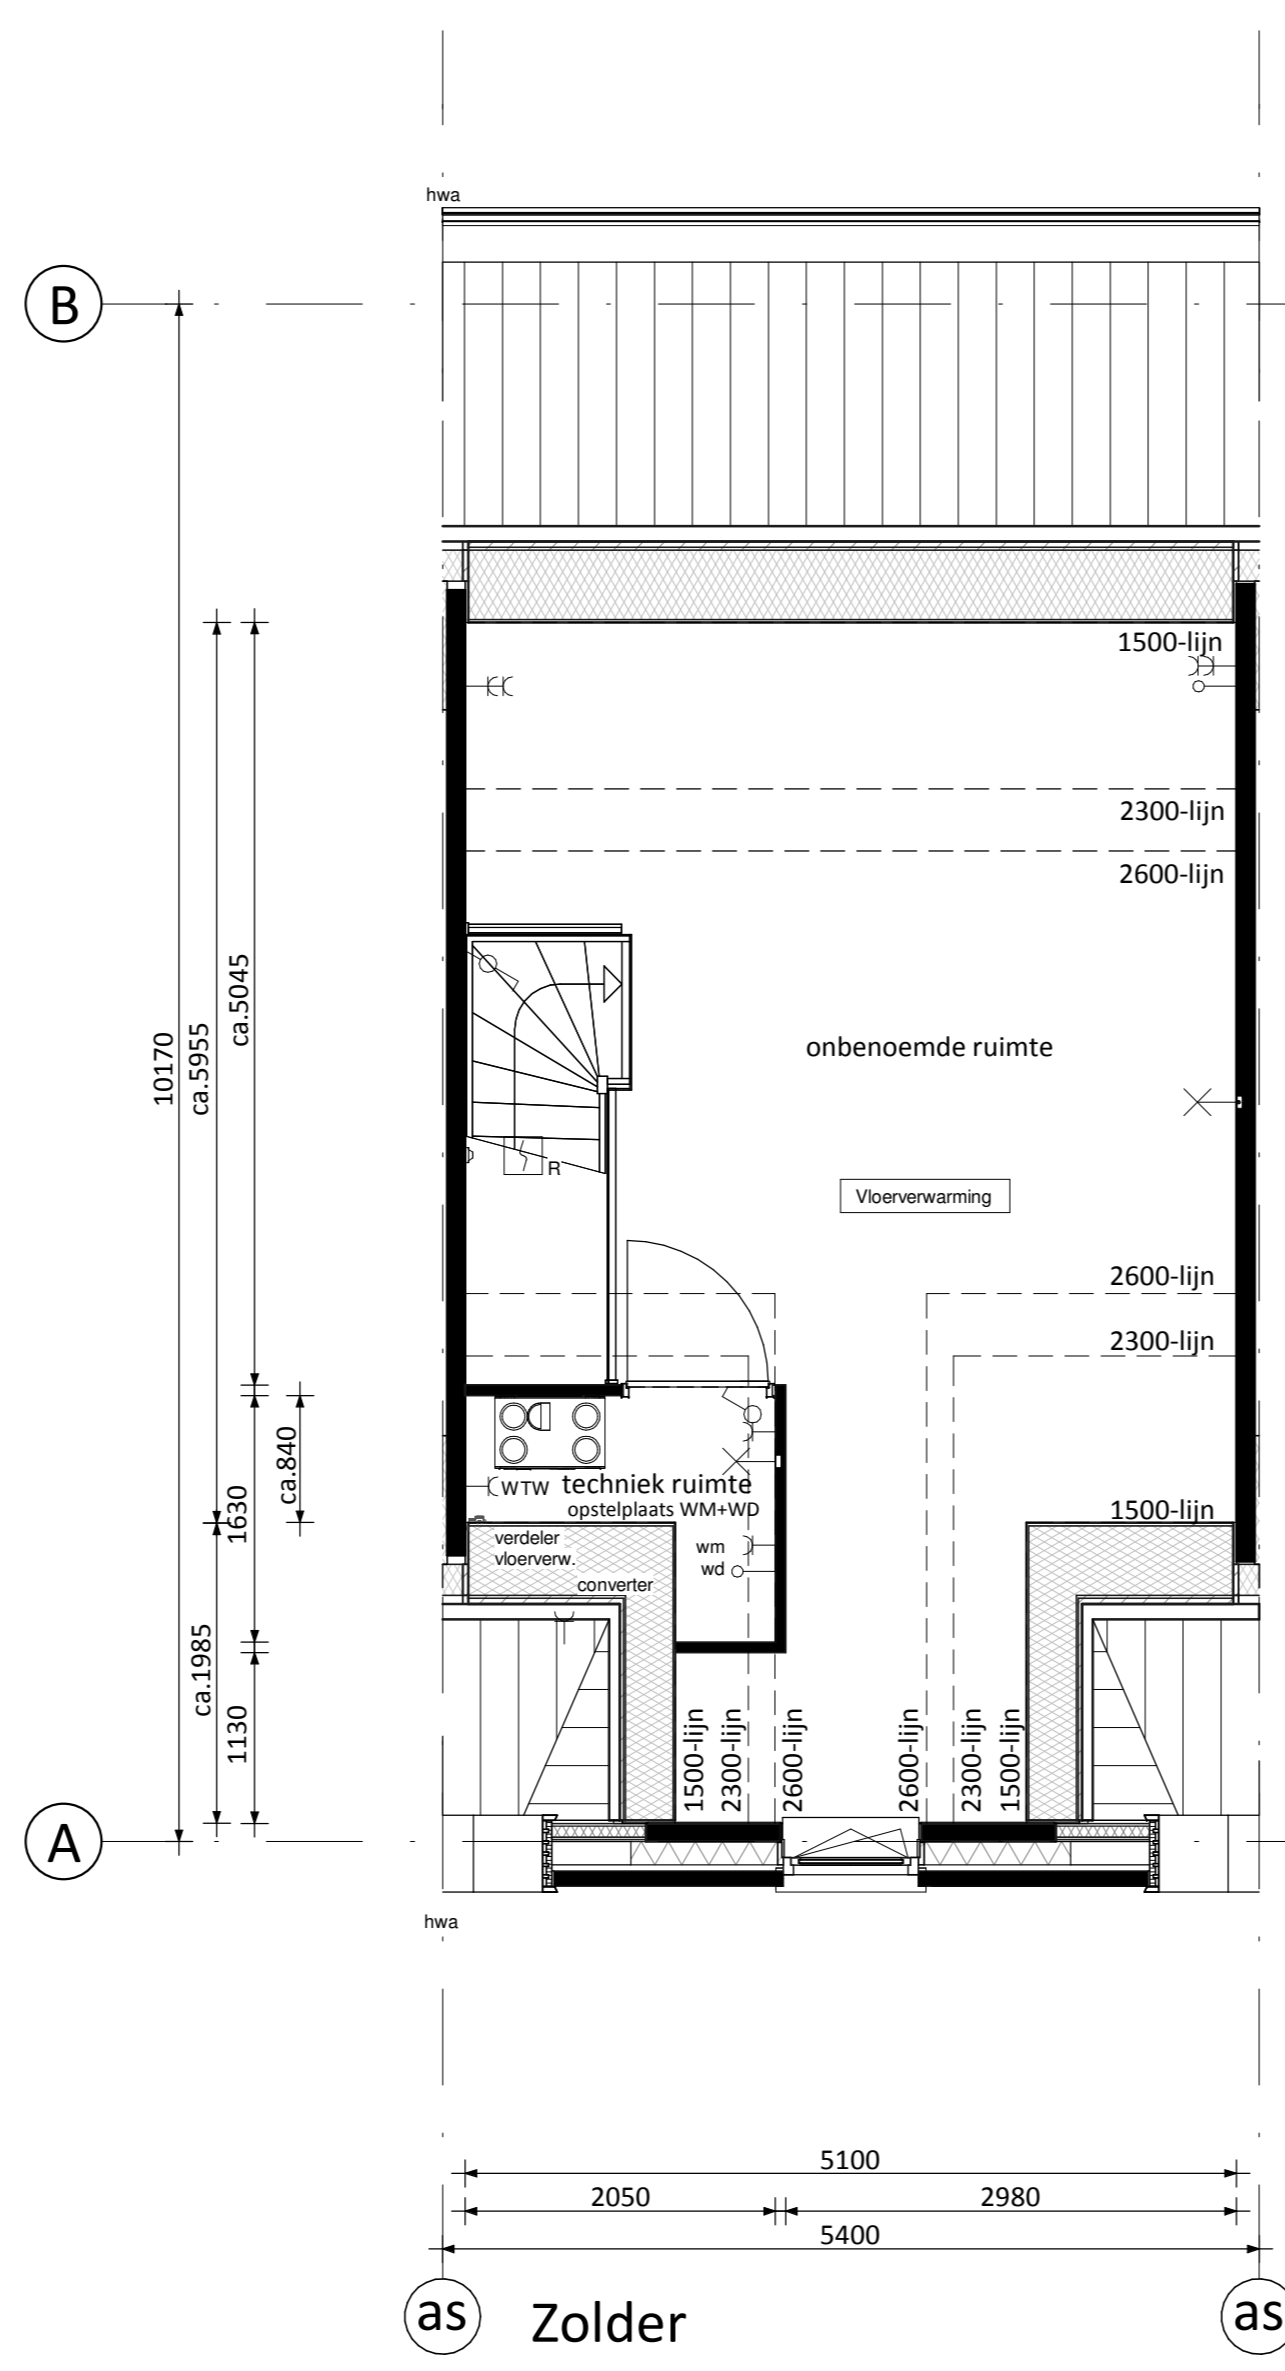 hwa
B
1500-lijn
2300-lijn
2600-lijn
10170
ca.5955
ca.5045
onbenoemde ruimte
R
Vloerverwarming
2600-lijn
2300-lijn
ca.840
1630
WTW
techniek ruimte
opstelplaats WM+WD
1500-lijn
verdeler
vloerverw.
wm
wd
converter
ca.1985
1130
1500-lijn
2300-lijn
2600-lijn
2600-lijn
2300-lijn
1500-lijn
A
hwa
5100
2050
2980
5400
as
Zolder
as